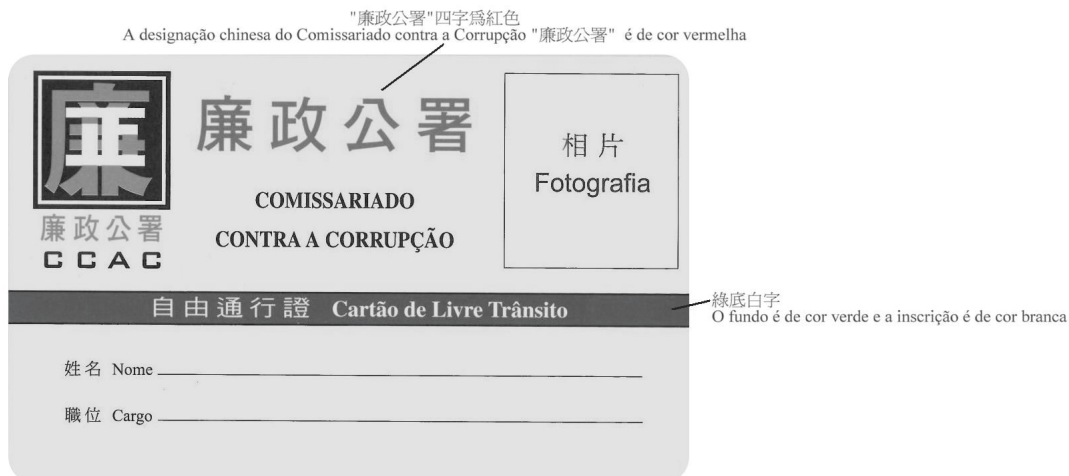 "廉政公署"四字爲紅色
A designação chinesa do Comissariado contra a Corrupção "廉政公署" é de cor vermelha
廉
廉政公署
CCAC
廉政公署
COMISSARIADO
CONTRA A CORRUPÇÃO
相片
Fotografia
自由通行證 Cartão de Livre Trânsito
綠底白字
O fundo é de cor verde e a inscrição é de cor branca
姓名 Nome
職位 Cargo